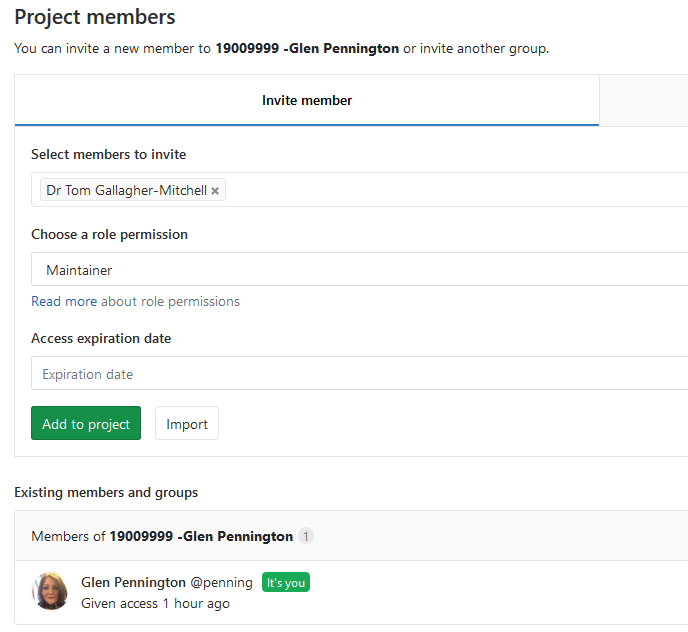 Project members
You can invite a new member to 19009999 -Glen Pennington or invite another group.
Invite member
Select members to invite
Dr Tom Gallagher-Mitchell ×
Choose a role permission
Maintainer
Read more about role permissions
Access expiration date
Expiration date
Add to project Import
Existing members and groups
Members of 19009999 -Glen Pennington 1
Glen Pennington @penning It's you
Given access 1 hour ago